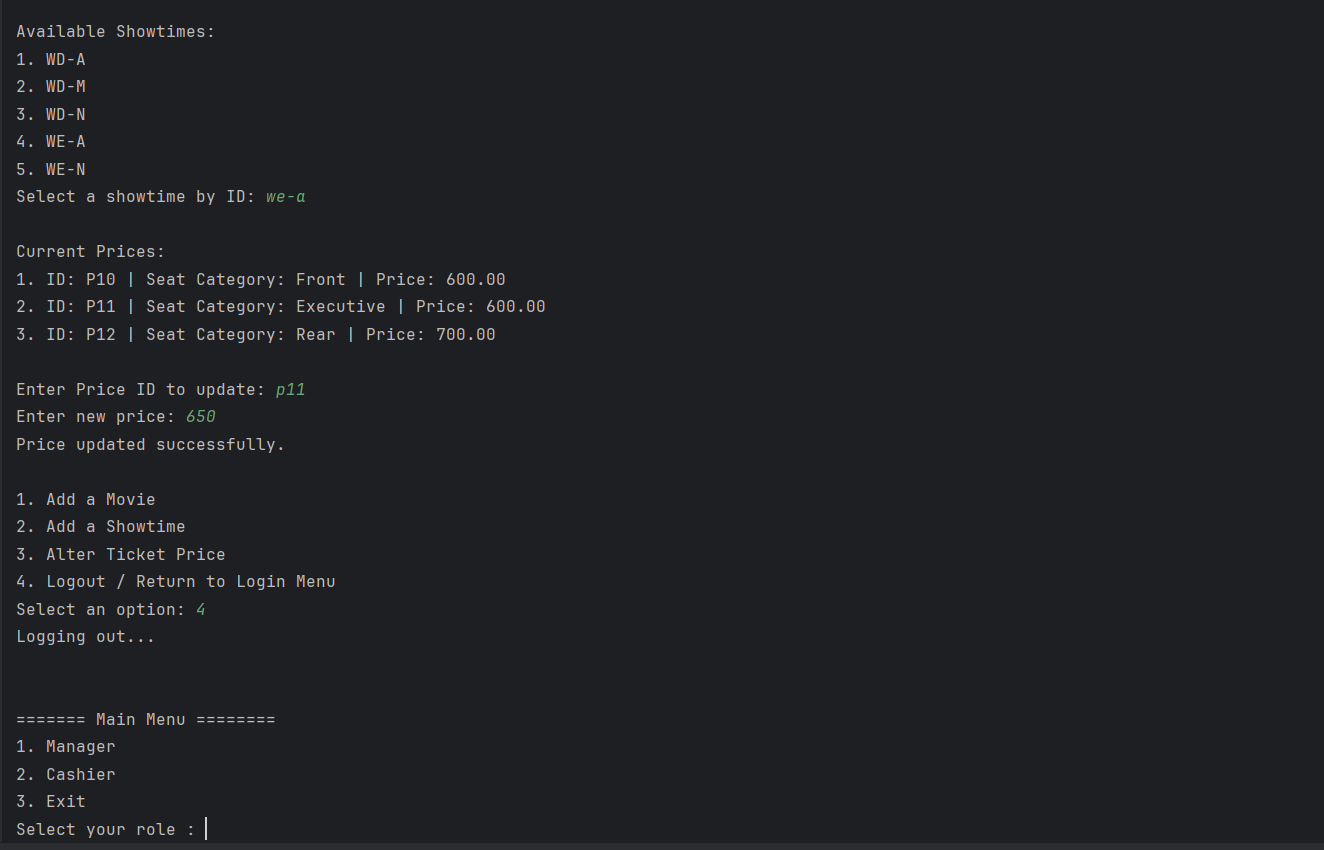 Available Showtimes:
1. WD-A
2. WD-M
3. WD-N
4. WE-A
5. WE-N
Select a showtime by ID: we-a
Current Prices:
1. ID: P10 | Seat Category: Front | Price: 600.00
2. ID: P11 | Seat Category: Executive | Price: 600.00
3. ID: P12 | Seat Category: Rear | Price: 700.00
Enter Price ID to update: p11
Enter new price: 650
Price updated successfully.
1. Add a Movie
2. Add a Showtime
3. Alter Ticket Price
4. Logout / Return to Login Menu
Select an option: 4
Logging out...
======= Main Menu ========
1. Manager
2. Cashier
3. Exit
Select your role :